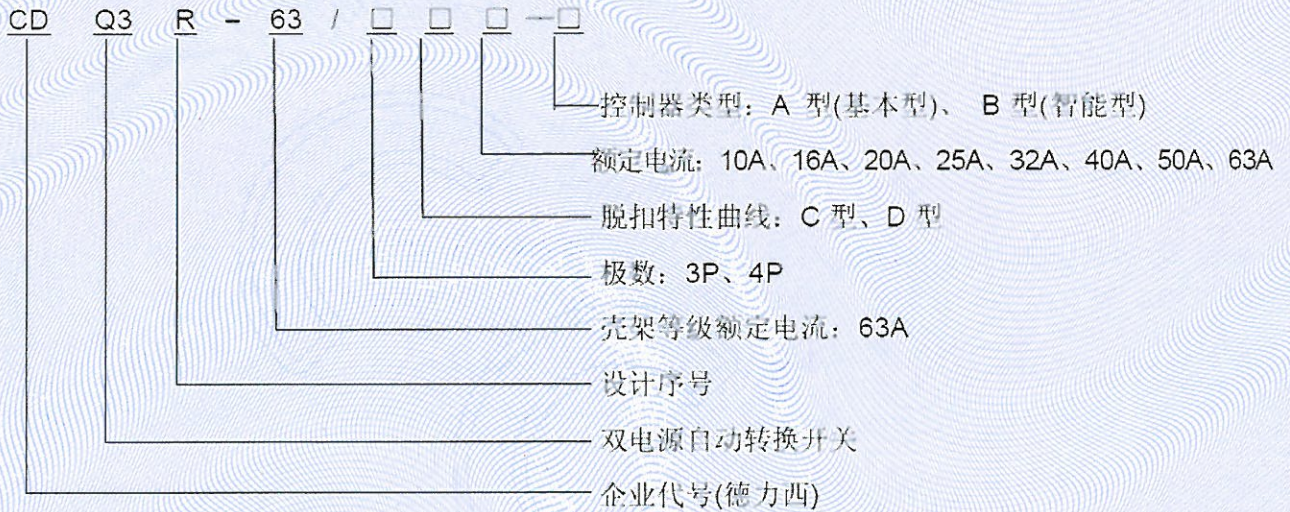 CD Q3 R - 63 / □ □ □ —□
控制器类型：A 型(基本型)、 B 型(智能型)
额定电流：10A、16A、20A、25A、32A、40A、50A、63A
脱扣特性曲线：C 型、D 型
极数：3P、4P
壳架等级额定电流：63A
设计序号
双电源自动转换开关
企业代号(德力西)